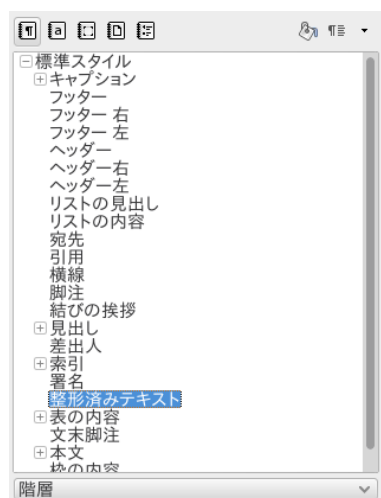 標準スタイル
キャプション
フッター
フッター 右
フッター 左
ヘッダー
ヘッダー右
ヘッダー左
リストの見出し
リストの内容
宛先
引用
横線
脚注
結びの挨拶
見出し
差出人
索引
署名
整形済みテキスト
表の内容
文末脚注
本文
枠の内容
階層